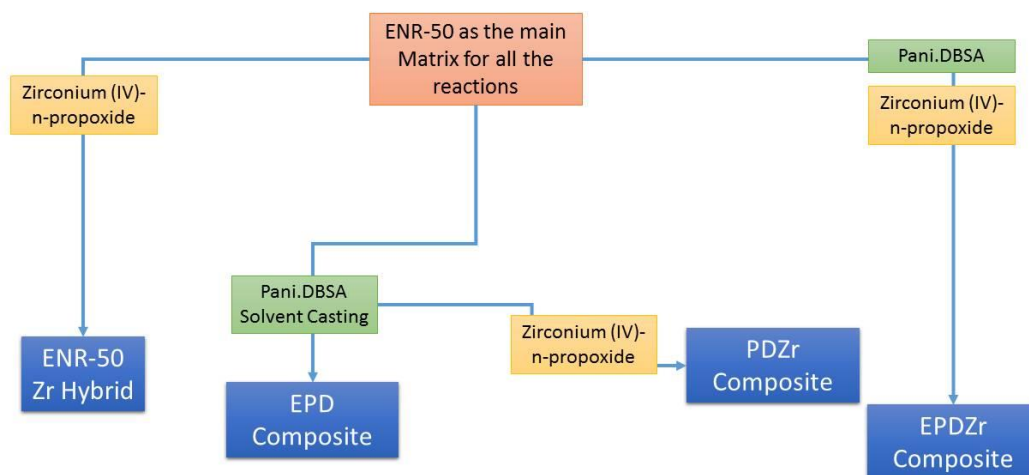 ENR-50 as the main
Matrix for all the
reactions
Pani.DBSA
Zirconium (IV)-
n-propoxide
Zirconium (IV)-
n-propoxide
Pani.DBSA
Solvent Casting
Zirconium (IV)-
n-propoxide
ENR-50
Zr Hybrid
EPD
Composite
PDZr
Composite
EPDZr
Composite